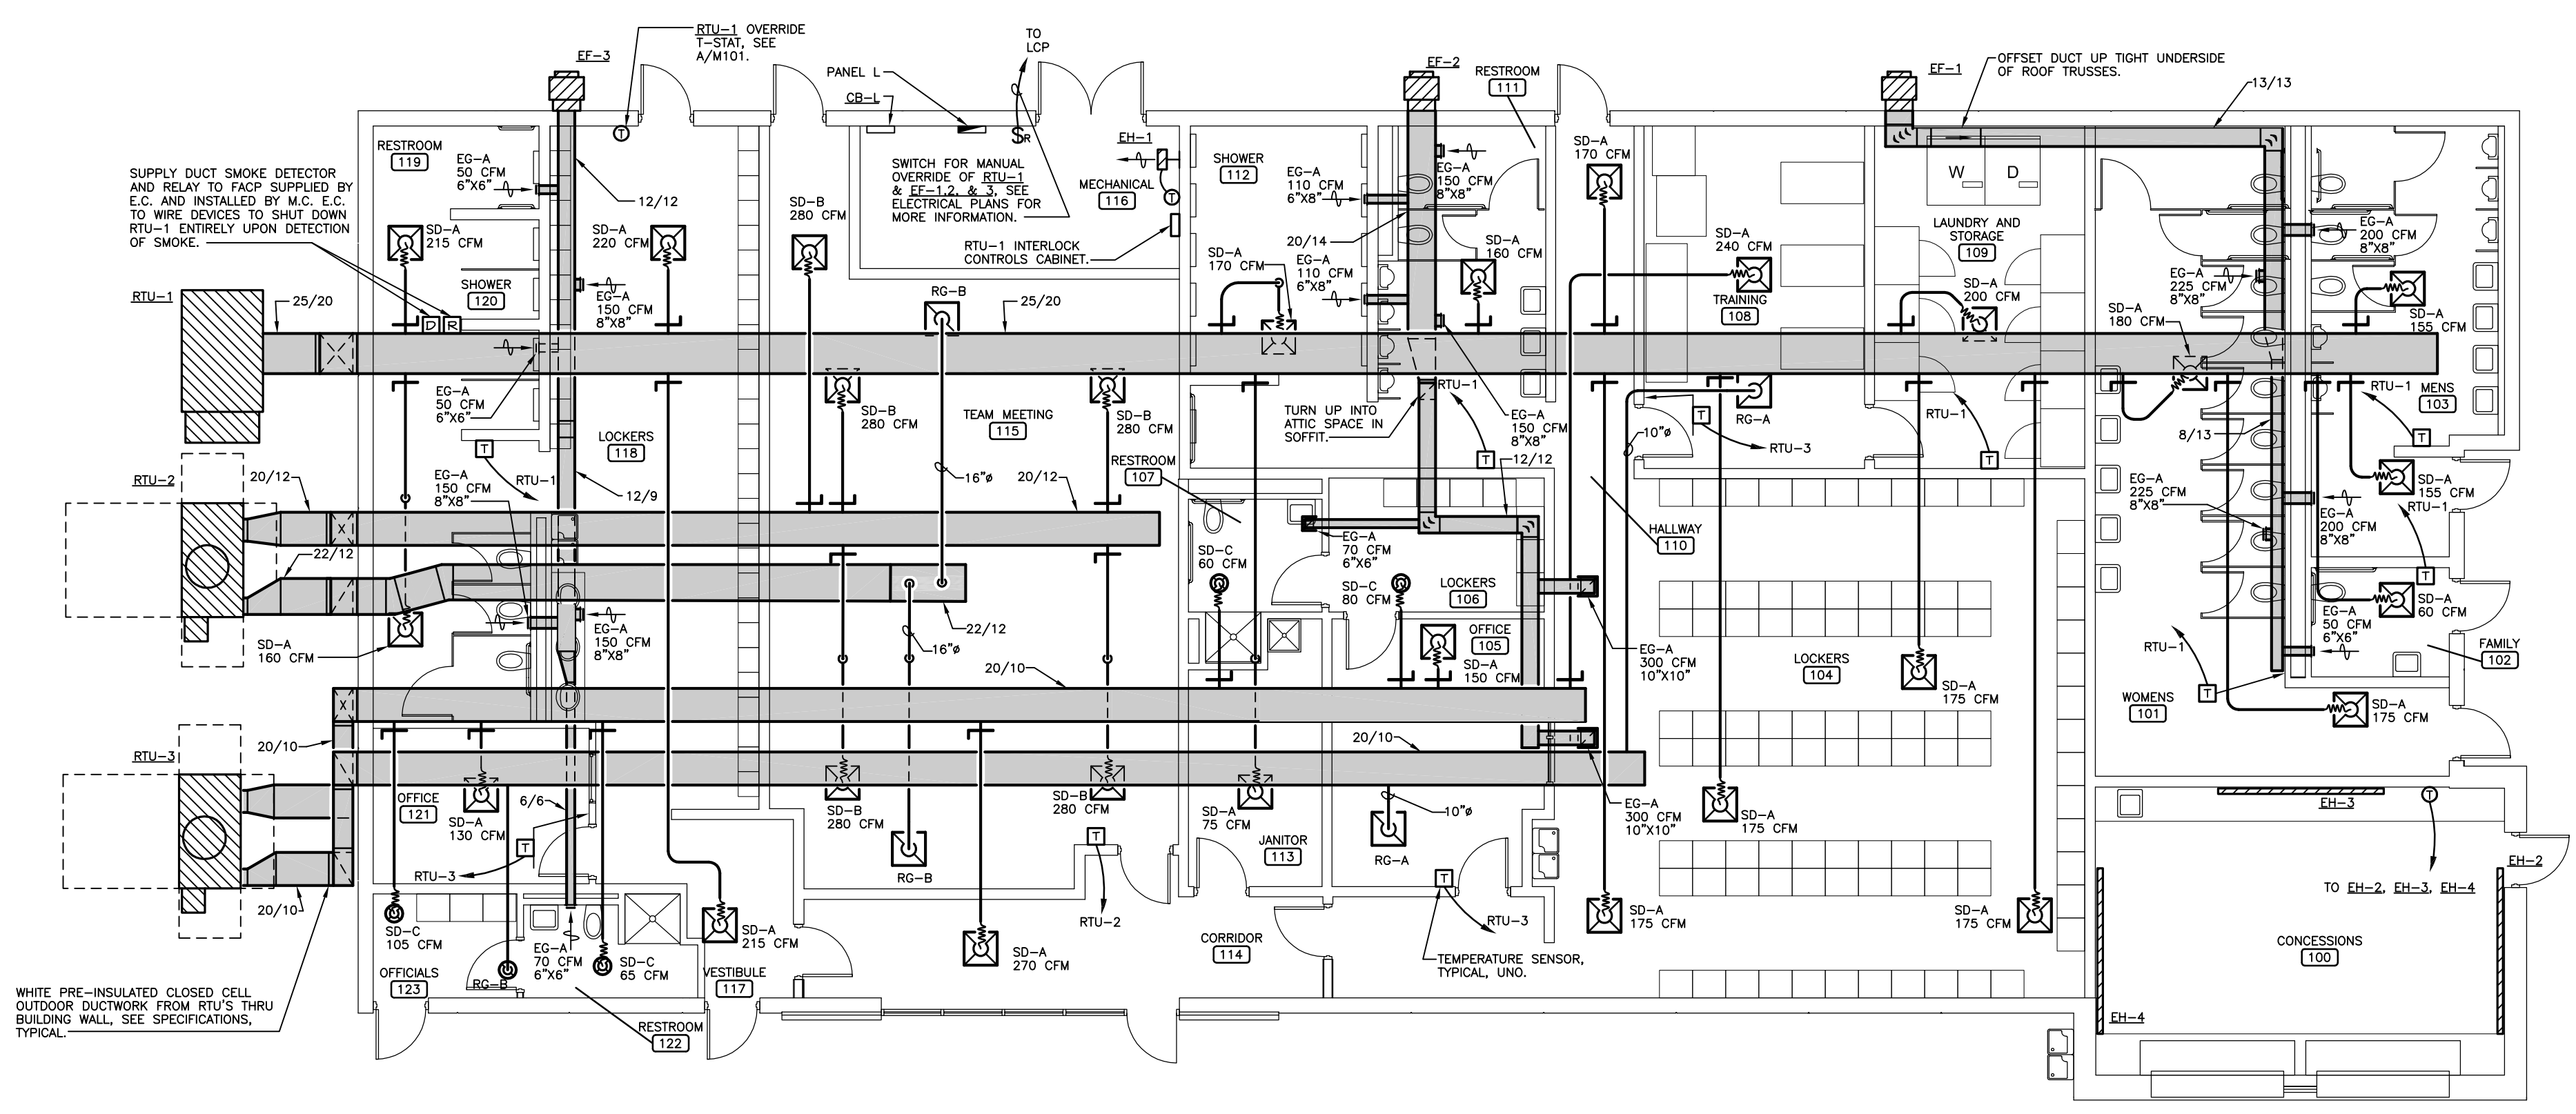 RTU-1 OVERRIDE
T-STAT, SEE
A/M101.
EF-3
TO
LCP
PANEL L
CB-L
EF-2
RESTROOM
111
EF-1
OFFSET DUCT UP TIGHT UNDERSIDE
OF ROOF TRUSSES.
13/13
SUPPLY DUCT SMOKE DETECTOR
AND RELAY TO FACP SUPPLIED BY
E.C. AND INSTALLED BY M.C. E.C.
TO WIRE DEVICES TO SHUT DOWN
RTU-1 ENTIRELY UPON DETECTION
OF SMOKE.
RESTROOM
119
EG-A
50 CFM
6"X6"
T
12/12
SD-A
215 CFM
SD-A
220 CFM
SHOWER
120
EG-A
150 CFM
8"X8"
D
R
SD-B
280 CFM
SWITCH FOR MANUAL
OVERRIDE OF RTU-1
& EF-1,2, & 3, SEE
ELECTRICAL PLANS FOR
MORE INFORMATION.
$R
EH-1
MECHANICAL
116
T
RTU-1 INTERLOCK
CONTROLS CABINET.
SHOWER
112
EG-A
110 CFM
6"X8"
EG-A
150 CFM
8"X8"
20/14
EG-A
110 CFM
6"X8"
SD-A
170 CFM
SD-A
160 CFM
SD-A
170 CFM
SD-A
240 CFM
TRAINING
108
W
D
LAUNDRY AND
STORAGE
109
SD-A
200 CFM
EG-A
200 CFM
8"X8"
EG-A
225 CFM
8"X8"
SD-A
180 CFM
SD-A
155 CFM
RTU-1
25/20
RG-B
25/20
EG-A
50 CFM
6"X6"
LOCKERS
118
T
RTU-1
SD-B
280 CFM
TEAM MEETING
115
SD-B
280 CFM
TURN UP INTO
ATTIC SPACE IN
SOFFIT.
RTU-1
T
EG-A
150 CFM
8"X8"
12/12
RG-A
10"ø
T
RTU-3
RTU-1
T
8/13
RTU-1
MENS
103
T
RTU-2
20/12
EG-A
150 CFM
8"X8"
12/9
16"ø
20/12
RESTROOM
107
SD-A
155 CFM
RTU-1
T
EG-A
225 CFM
8"X8"
EG-A
200 CFM
8"X8"
22/12
X
SD-A
160 CFM
EG-A
150 CFM
8"X8"
16"ø
22/12
SD-C
60 CFM
EG-A
70 CFM
6"X6"
SD-C
80 CFM
LOCKERS
106
OFFICE
105
SD-A
150 CFM
HALLWAY
110
EG-A
300 CFM
10"X10"
LOCKERS
104
SD-A
175 CFM
SD-A
60 CFM
EG-A
50 CFM
6"X6"
FAMILY
102
RTU-1
T
WOMENS
101
SD-A
175 CFM
20/10
RTU-3
20/10
X
OFFICE
121
SD-A
130 CFM
6/6
T
RTU-3
SD-B
280 CFM
SD-B
280 CFM
SD-A
75 CFM
20/10
10"ø
RG-A
EG-A
300 CFM
10"X10"
SD-A
175 CFM
20/10
RG-B
T
RTU-2
JANITOR
113
T
RTU-3
TEMPERATURE SENSOR,
TYPICAL, UNO.
SD-A
175 CFM
SD-A
175 CFM
EH-3
T
EH-2
TO EH-2, EH-3, EH-4
SD-C
105 CFM
OFFICIALS
123
RG-B
EG-A
70 CFM
6"X6"
SD-C
65 CFM
SD-A
215 CFM
VESTIBULE
117
SD-A
270 CFM
CORRIDOR
114
CONCESSIONS
100
EH-4
WHITE PRE-INSULATED CLOSED CELL
OUTDOOR DUCTWORK FROM RTU'S THRU
BUILDING WALL, SEE SPECIFICATIONS,
TYPICAL.
RESTROOM
122